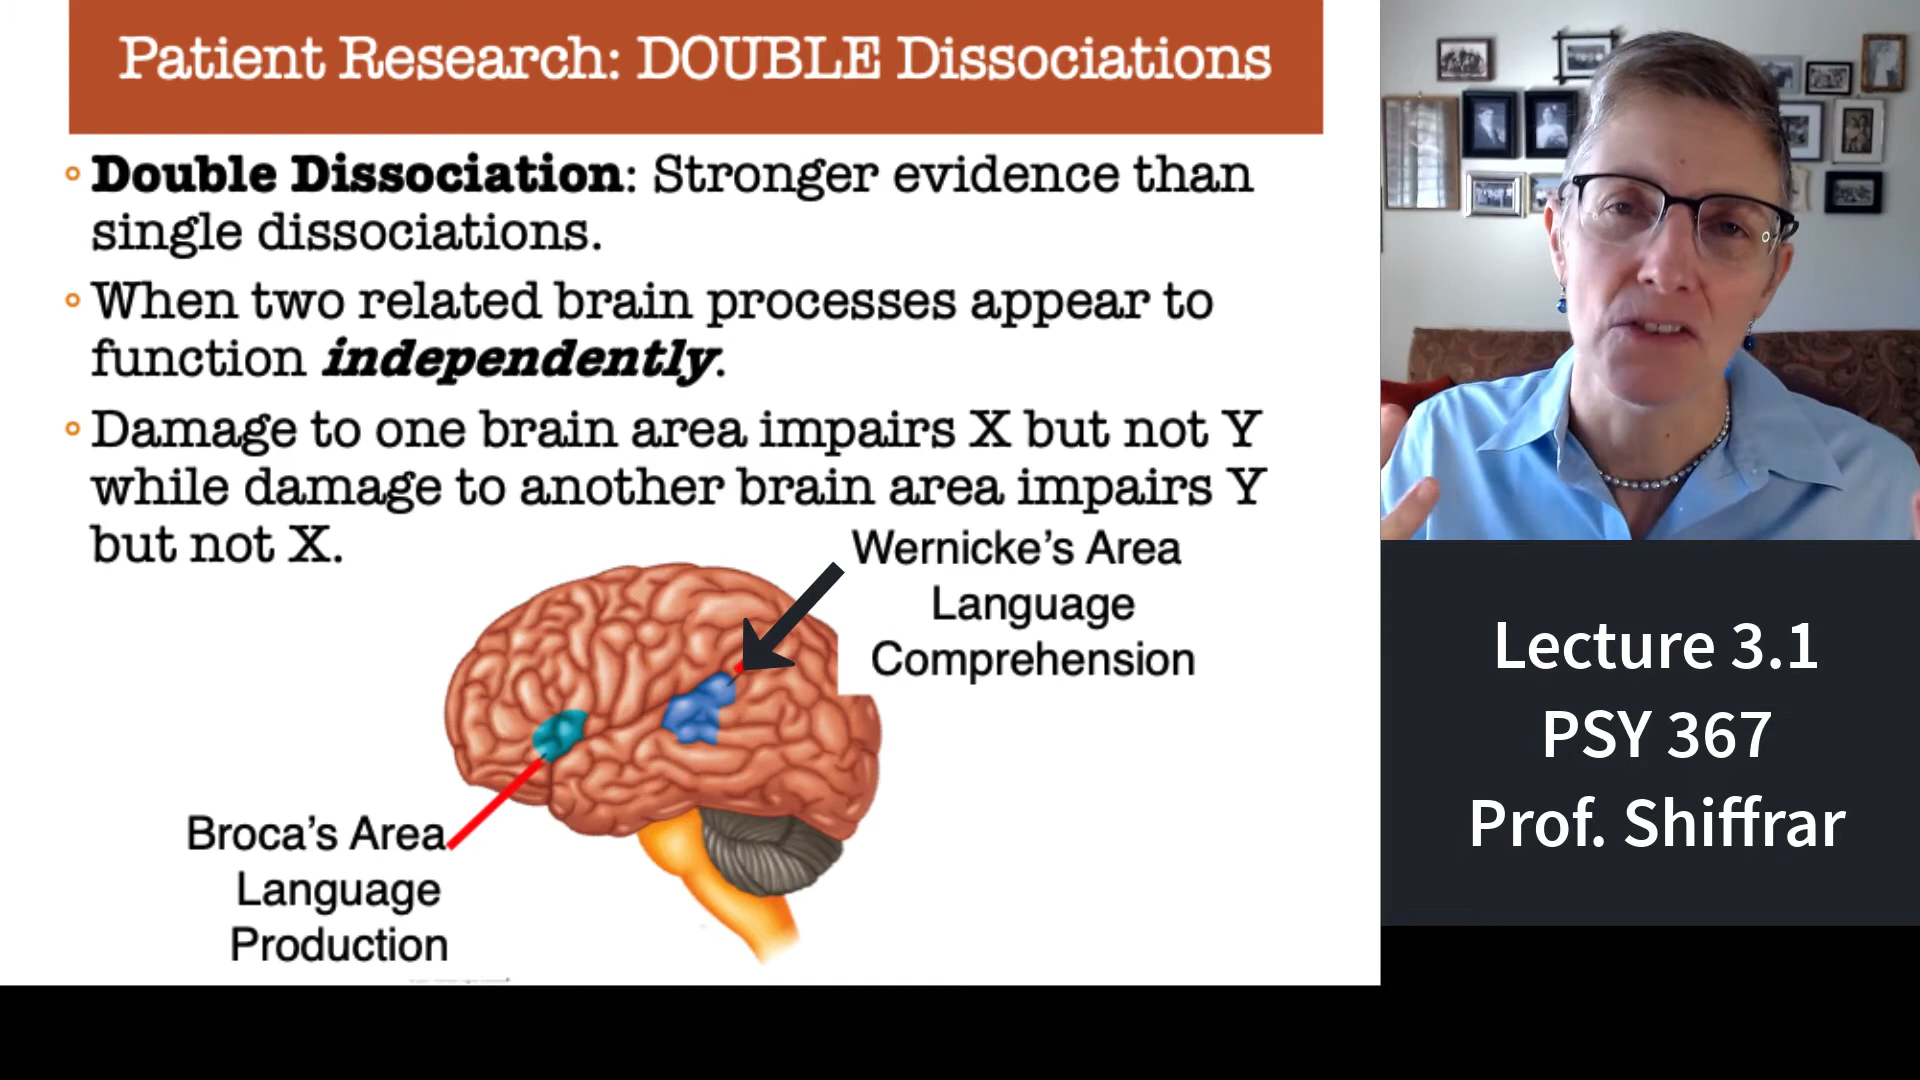 Patient Research: DOUBLE Dissociations
Double Dissociation: Stronger evidence than
single dissociations.
When two related brain processes appear to
function independently.
Damage to one brain area impairs X but not Y
while damage to another brain area impairs Y
but not X.
Wernicke's Area
Language
Comprehension
Broca's Area
Language
Production
Lecture 3.1
PSY 367
Prof. Shiffrar